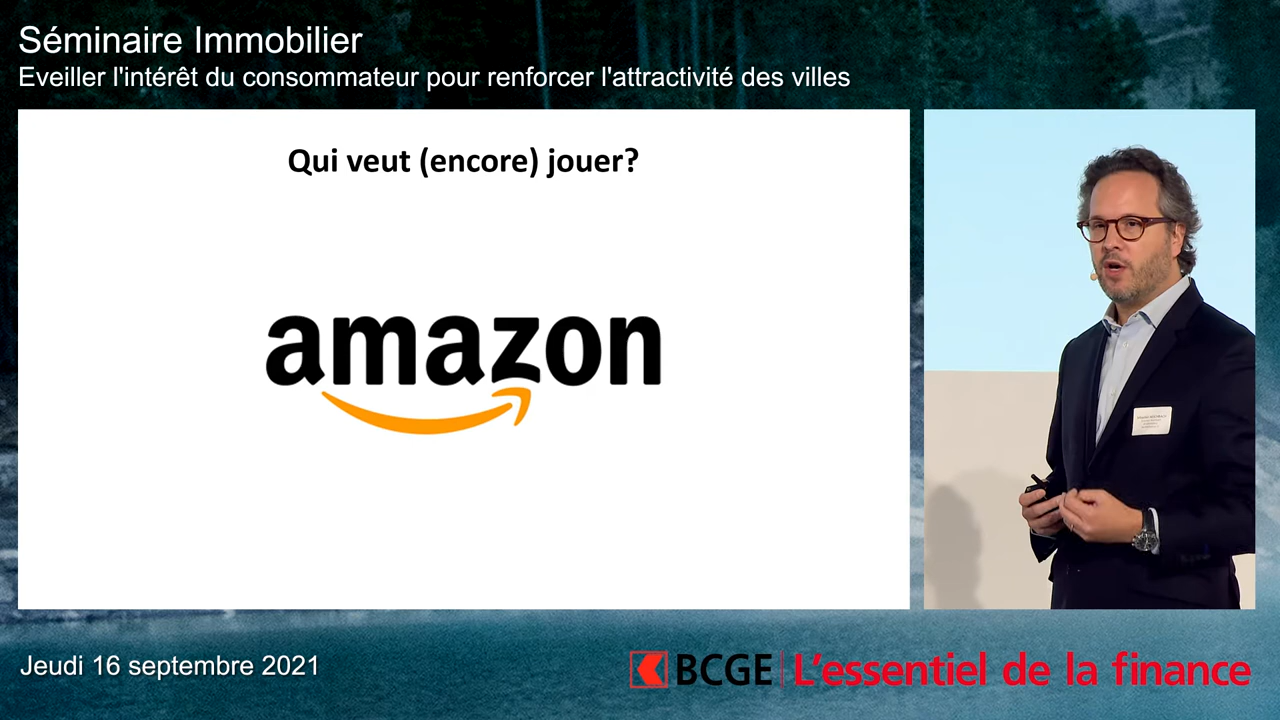 Séminaire Immobilier
Eveiller l'intérêt du consommateur pour renforcer l'attractivité des villes
Qui veut (encore) jouer?
amazon
Jeudi 16 septembre 2021
BCGE L'essentiel de la finance